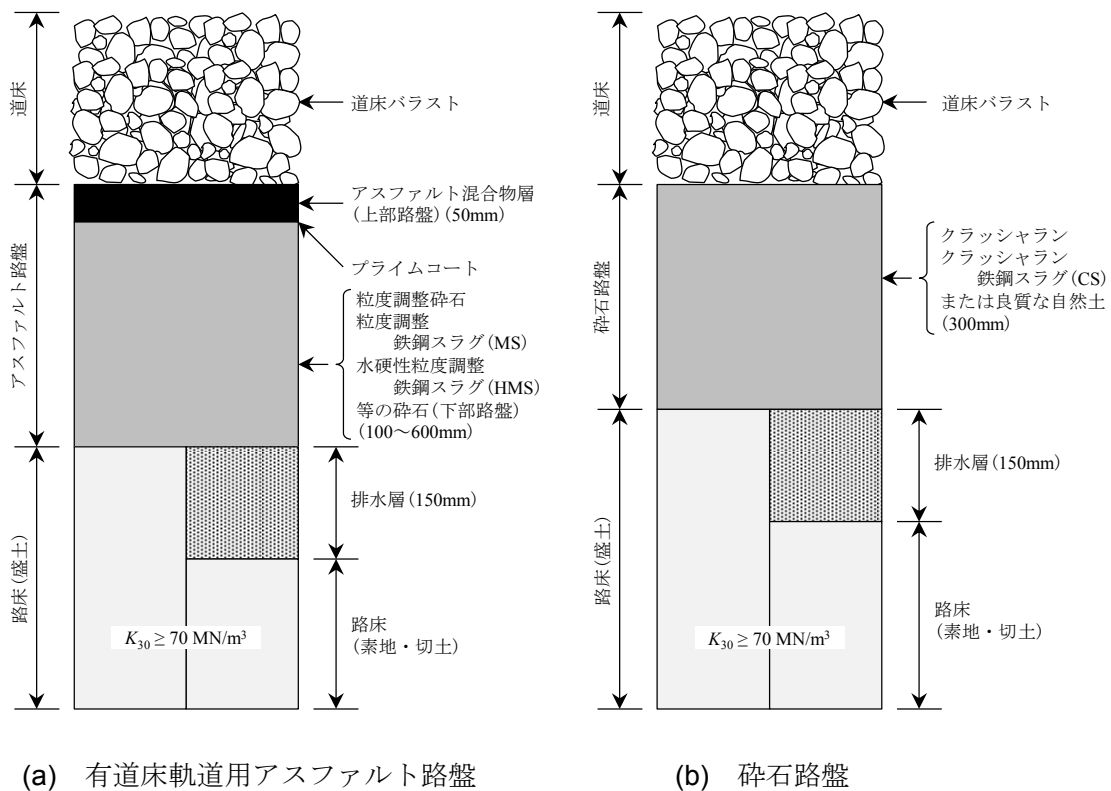 道床
道床バラスト
アスファルト路盤
アスファルト混合物層
(上部路盤)(50mm)
プライムコート
粒度調整砕石
粒度調整
鉄鋼スラグ(MS)
水硬性粒度調整
鉄鋼スラグ(HMS)
等の砕石(下部路盤)
(100～600mm)
路床(盛土)
排水層(150mm)
路床
(素地・切土)
K30 ≥ 70 MN/m³
(a) 有道床軌道用アスファルト路盤
道床
道床バラスト
砕石路盤
クラッシャラン
クラッシャラン
鉄鋼スラグ(CS)
または良質な自然土
(300mm)
路床(盛土)
排水層(150mm)
路床
(素地・切土)
K30 ≥ 70 MN/m³
(b) 砕石路盤